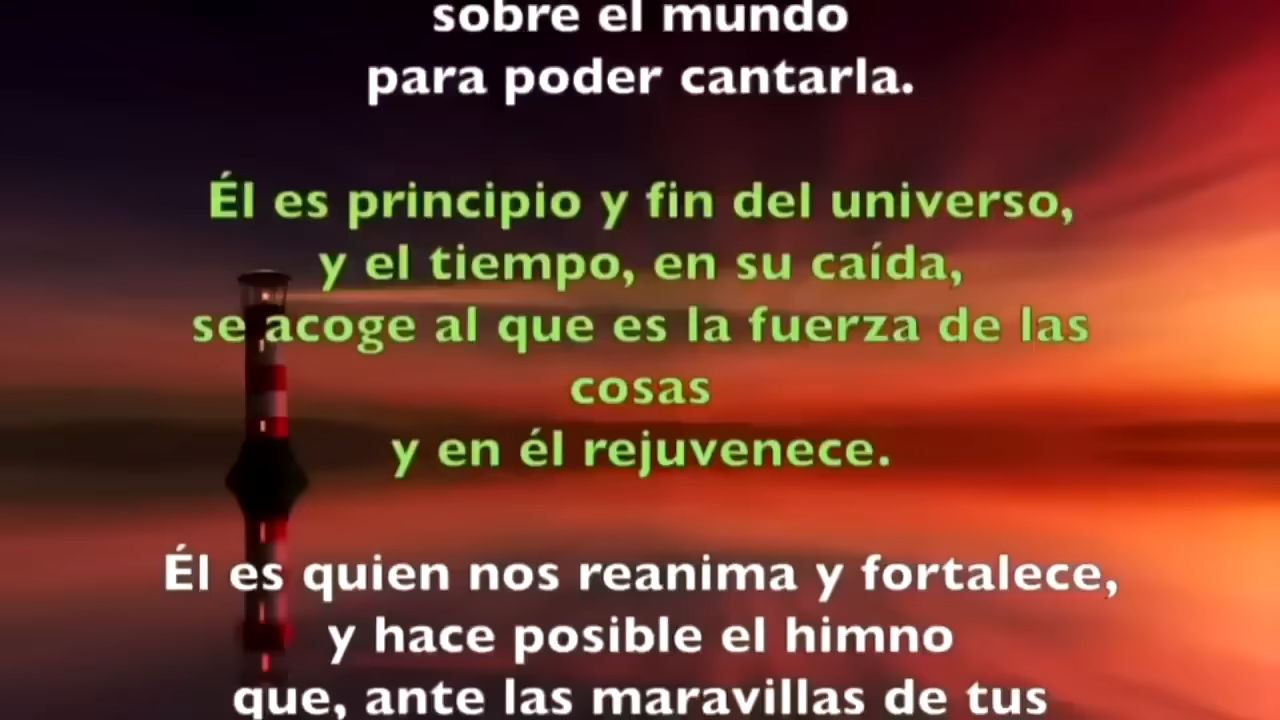 sobre el mundo
para poder cantarla.
Él es principio y fin del universo,
y el tiempo, en su caída,
se acoge al que es la fuerza de las
cosas
y en él rejuvenece.
Él es quien nos reanima y fortalece,
y hace posible el himno
que, ante las maravillas de tus